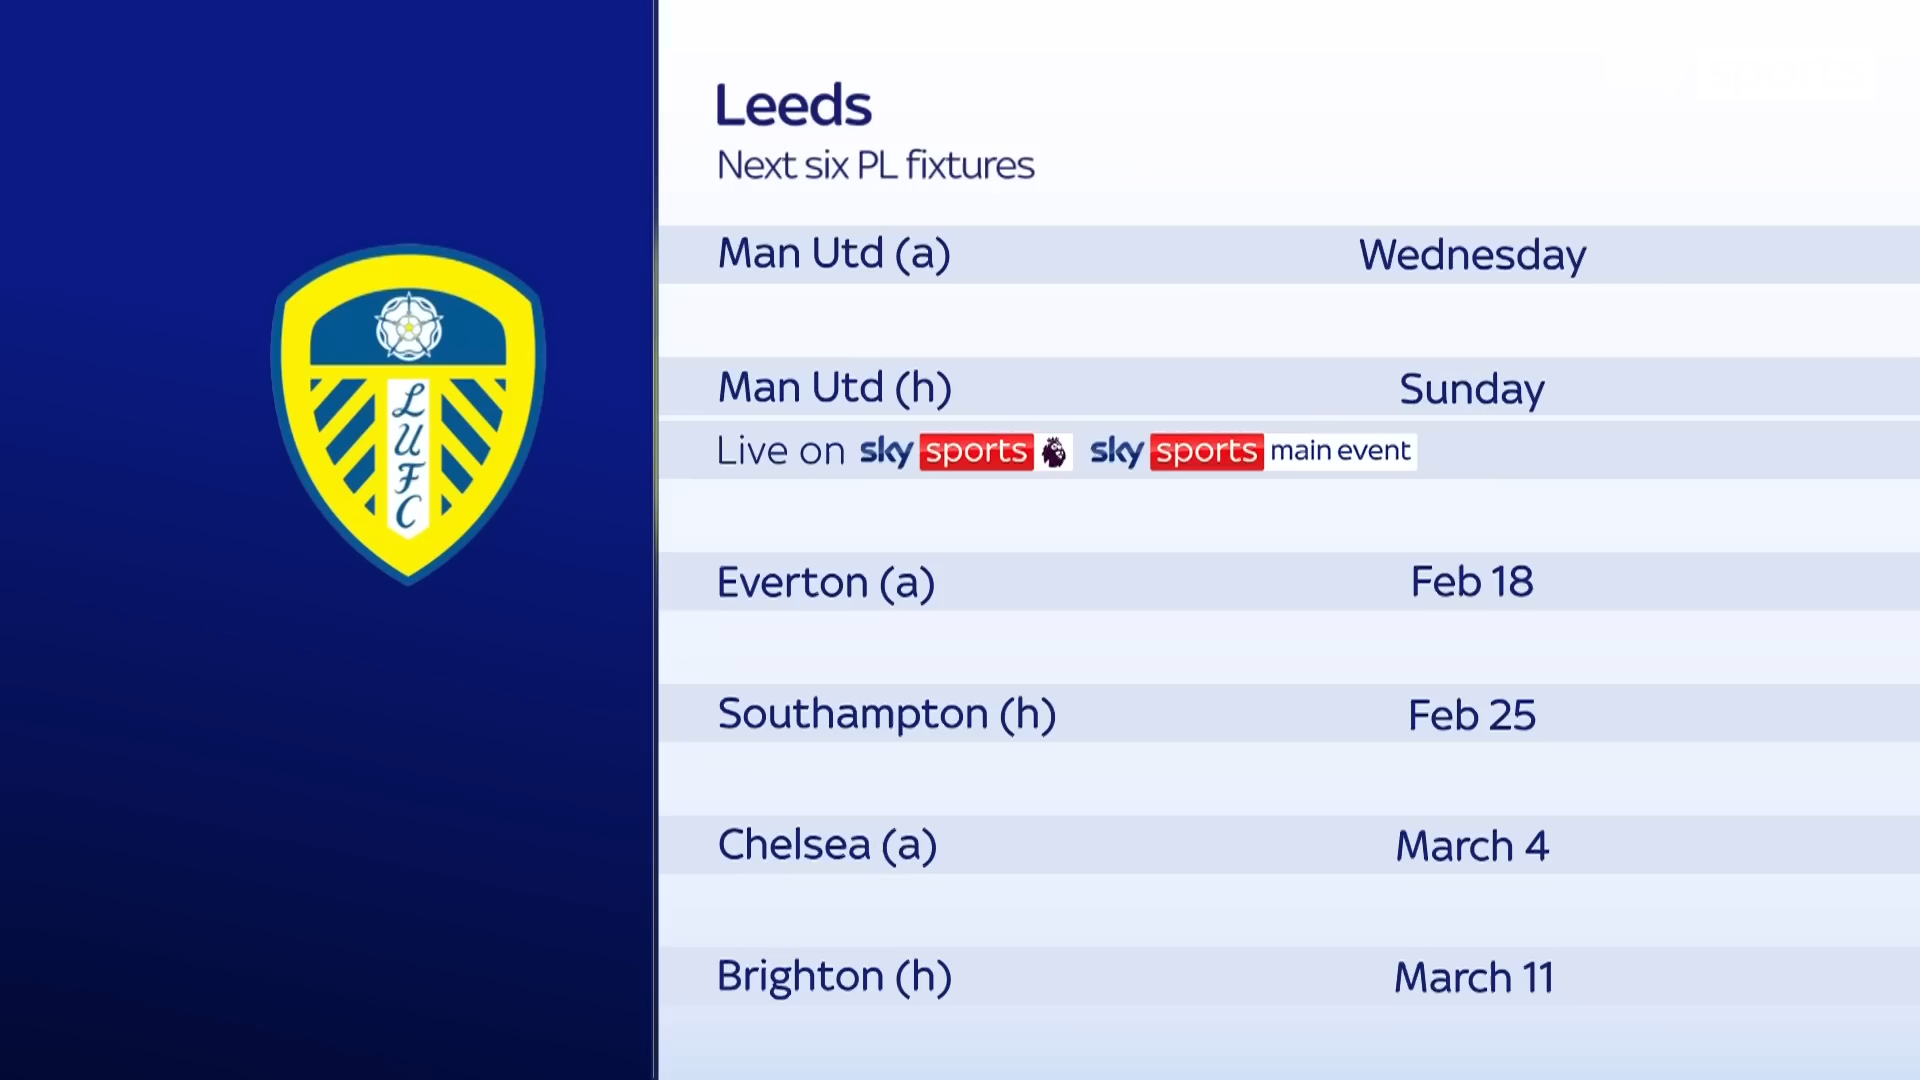 Leeds
Next six PL fixtures
Man Utd (a) Wednesday
Man Utd (h) Sunday
Live on sky sports sky sports main event
Everton (a) Feb 18
Southampton (h) Feb 25
Chelsea (a) March 4
Brighton (h) March 11
LUFC